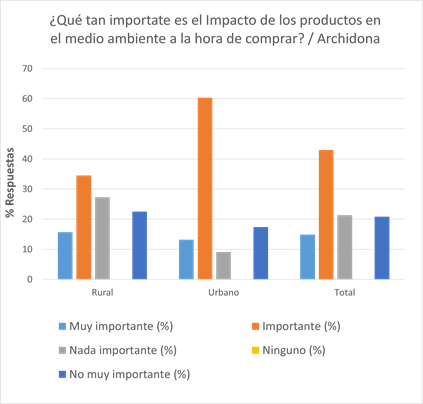 ¿Qué tan importate es el Impacto de los productos en
el medio ambiente a la hora de comprar? / Archidona
% Respuestas
70
60
50
40
30
20
10
0
Rural Urbano Total
Muy importante (%) Importante (%)
Nada importante (%) Ninguno (%)
No muy importante (%)